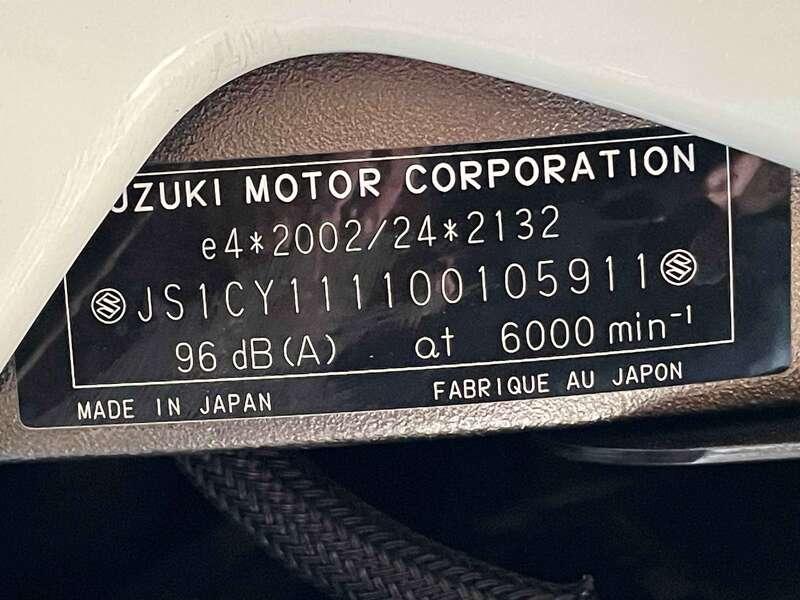 UZUKI MOTOR CORPORATION
e4*2002/24*2132
JS1CY111100105911
96 dB(A) at 6000 min⁻¹
MADE IN JAPAN FABRIQUE AU JAPON